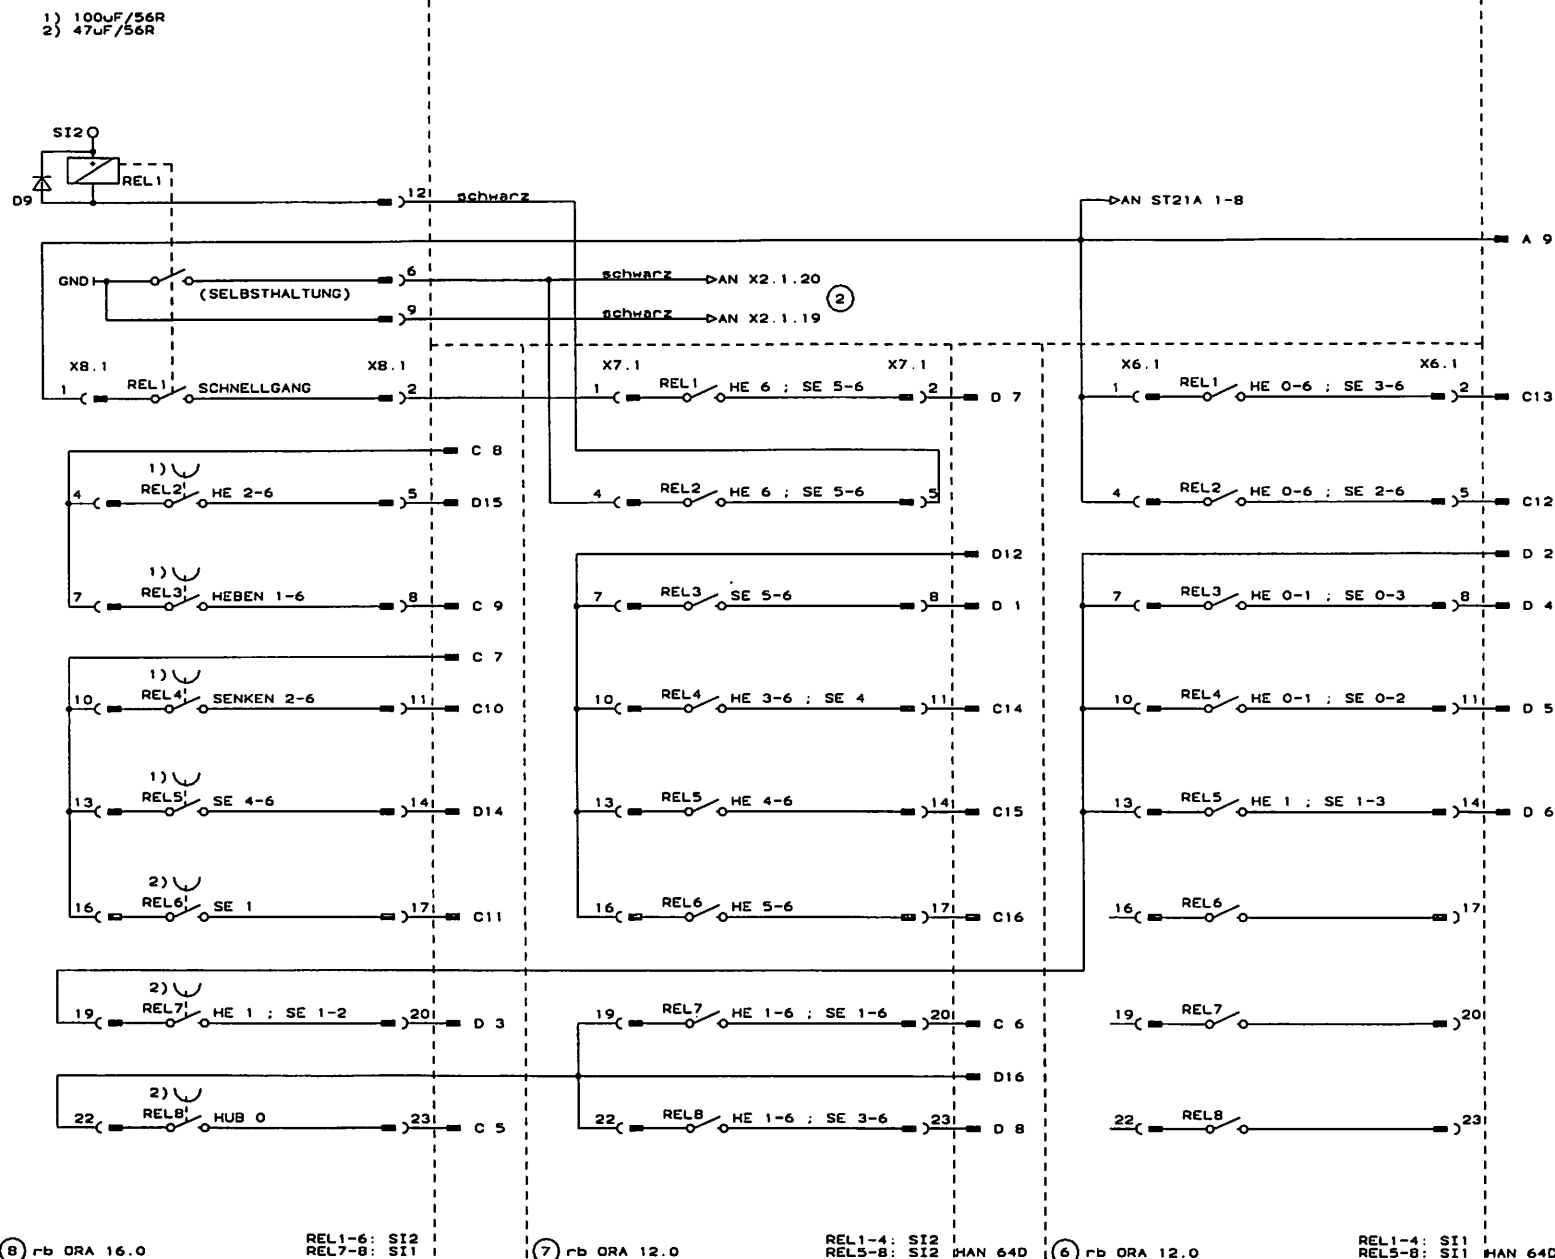 1) 100uF/56R
2) 47uF/56R
SI2
REL1
D9
12 schwarz
AN ST21A 1-8
A 9
GND
(SELBSTHALTUNG)
6 schwarz AN X2.1.20
2
9 schwarz AN X2.1.19
X8.1 X8.1 X7.1 X7.1 X6.1 X6.1
1 REL1 SCHNELLGANG 2 1 REL1 HE 6 ; SE 5-6 2 D 7 1 REL1 HE 0-6 ; SE 3-6 2 C13
C 8
1)
4 REL2 HE 2-6 5 D15 4 REL2 HE 6 ; SE 5-6 5 4 REL2 HE 0-6 ; SE 2-6 5 C12
D12 D 2
1)
7 REL3 HEBEN 1-6 8 C 9 7 REL3 SE 5-6 8 D 1 7 REL3 HE 0-1 ; SE 0-3 8 D 4
C 7
1)
10 REL4 SENKEN 2-6 11 C10 10 REL4 HE 3-6 ; SE 4 11 C14 10 REL4 HE 0-1 ; SE 0-2 11 D 5
1)
13 REL5 SE 4-6 14 D14 13 REL5 HE 4-6 14 C15 13 REL5 HE 1 ; SE 1-3 14 D 6
2)
16 REL6 SE 1 17 C11 16 REL6 HE 5-6 17 C16 16 REL6 17
2)
19 REL7 HE 1 ; SE 1-2 20 D 3 19 REL7 HE 1-6 ; SE 1-6 20 C 6 19 REL7 20
D16
2)
22 REL8 HUB 0 23 C 5 22 REL8 HE 1-6 ; SE 3-6 23 D 8 22 REL8 23
REL1-6: SI2 REL1-4: SI2 REL1-4: SI1
8 rb ORA 16.0 REL7-8: SI1 7 rb ORA 12.0 REL5-8: SI2 HAN 64D 6 rb ORA 12.0 REL5-8: SI1 HAN 64D